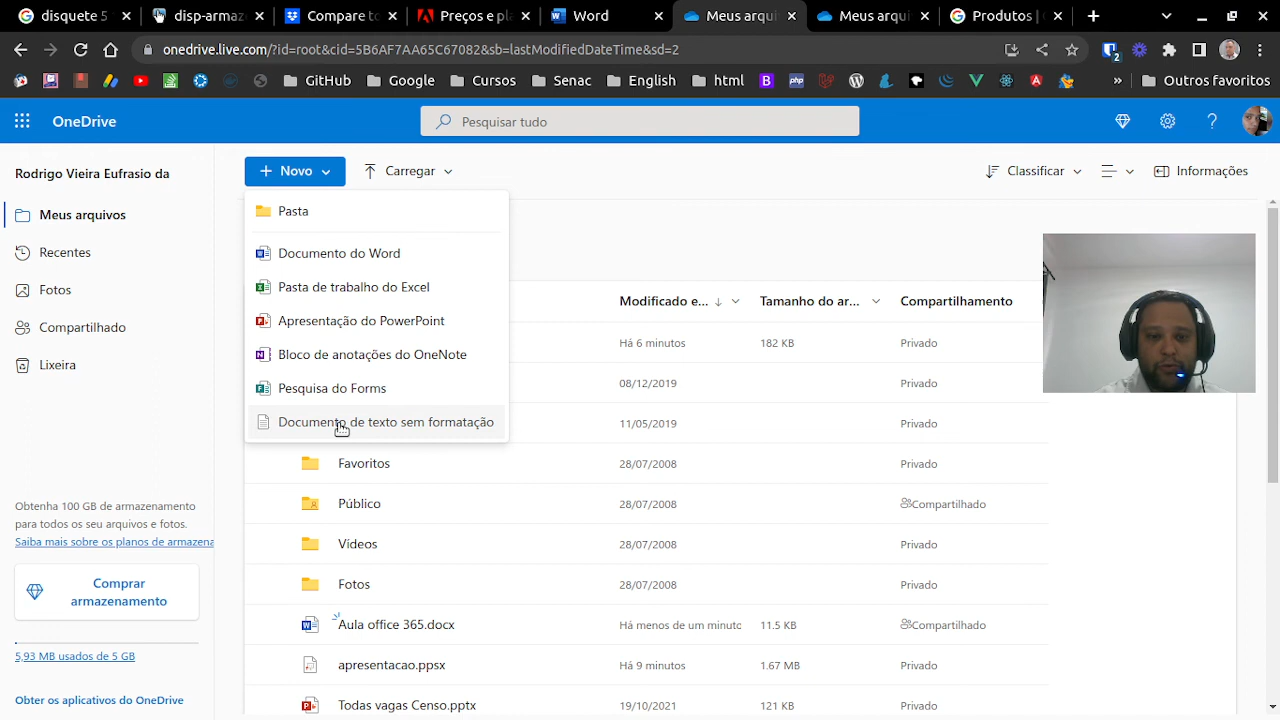 disquete 5
disp-armaz
Compare to
Preços e pla
Word
Meus arquiv
Meus arquiv
Produtos | G
onedrive.live.com/?id=root&cid=5B6AF7AA65C67082&sb=lastModifiedDateTime&sd=2
2
GitHub
Google
Cursos
Senac
English
html
Outros favoritos
OneDrive
Pesquisar tudo
Rodrigo Vieira Eufrasio da
Novo
Carregar
Classificar
Informações
Meus arquivos
Recentes
Fotos
Compartilhado
Lixeira
Pasta
Documento do Word
Pasta de trabalho do Excel
Apresentação do PowerPoint
Bloco de anotações do OneNote
Pesquisa do Forms
Documento de texto sem formatação
Modificado e...
Tamanho do ar...
Compartilhamento
Há 6 minutos
182 KB
Privado
08/12/2019
Privado
11/05/2019
Privado
Favoritos
28/07/2008
Privado
Público
28/07/2008
Compartilhado
Vídeos
28/07/2008
Privado
Fotos
28/07/2008
Privado
Aula office 365.docx
Há menos de um minuto
11.5 KB
Compartilhado
apresentacao.ppsx
Há 9 minutos
1.67 MB
Privado
Todas vagas Censo.pptx
19/10/2021
121 KB
Privado
Obtenha 100 GB de armazenamento
para todos os seu arquivos e fotos.
Saiba mais sobre os planos de armazena
Comprar
armazenamento
5,93 MB usados de 5 GB
Obter os aplicativos do OneDrive